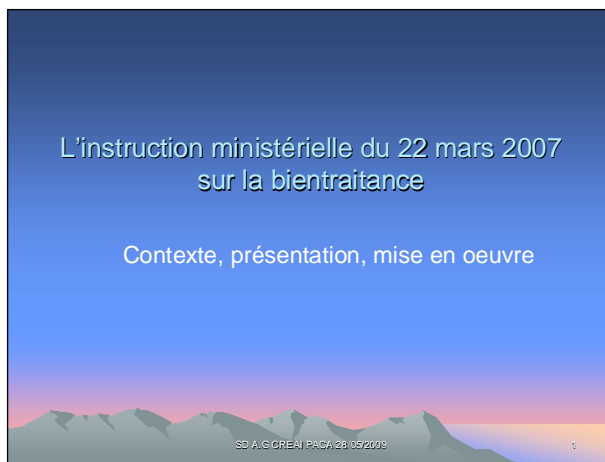 L'instruction ministérielle du 22 mars 2007
sur la bientraitance
Contexte, présentation, mise en oeuvre
SD A.G CREAI PACA 28/05/2009
1